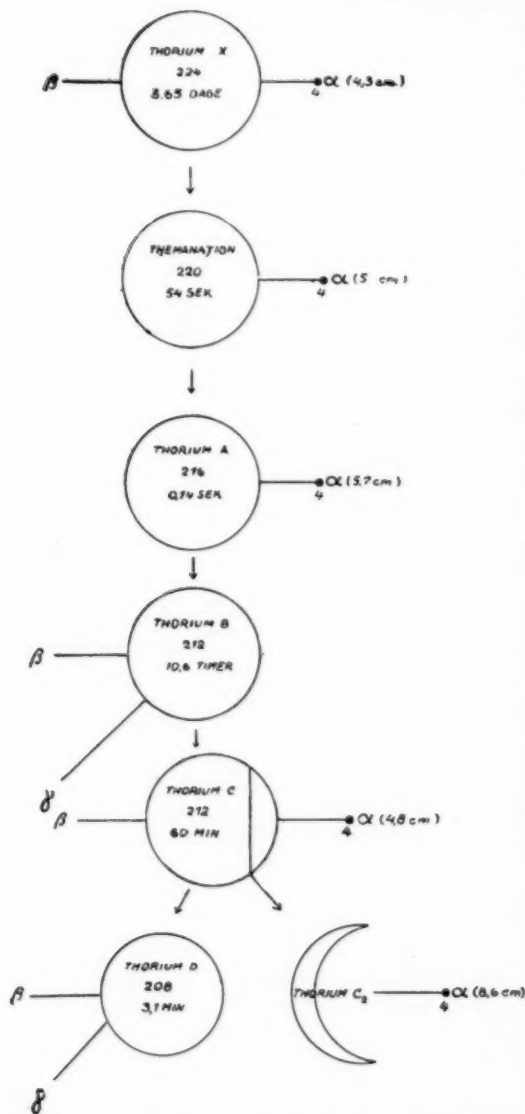 THORIUM X
224
3.65 DAGE
β
α (4,3 cm)
4
THEMANATION
220
54 SEK
α (5 cm)
4
THORIUM A
216
0,14 SEK
α (5,7 cm)
4
THORIUM B
212
10,6 TIMER
β
γ
THORIUM C
212
60 MIN
β
α (4,8 cm)
4
THORIUM D
208
3,1 MIN
β
γ
THORIUM C₂
α (8,6 cm)
4